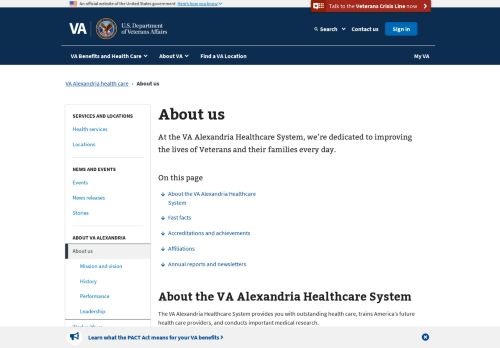 An official website of the United States government Here's how you know
Talk to the Veterans Crisis Line now
VA
U.S. Department
of Veterans Affairs
Search
Contact us
Sign in
VA Benefits and Health Care
About VA
Find a VA Location
My VA
VA Alexandria health care › About us
SERVICES AND LOCATIONS
Health services
Locations
NEWS AND EVENTS
Events
News releases
Stories
ABOUT VA ALEXANDRIA
About us
Mission and vision
History
Performance
Leadership
About us
At the VA Alexandria Healthcare System, we're dedicated to improving
the lives of Veterans and their families every day.
On this page
About the VA Alexandria Healthcare
System
Fast facts
Accreditations and achievements
Affiliations
Annual reports and newsletters
About the VA Alexandria Healthcare System
The VA Alexandria Healthcare System provides you with outstanding health care, trains America's future
health care providers, and conducts important medical research.
Learn what the PACT Act means for your VA benefits >